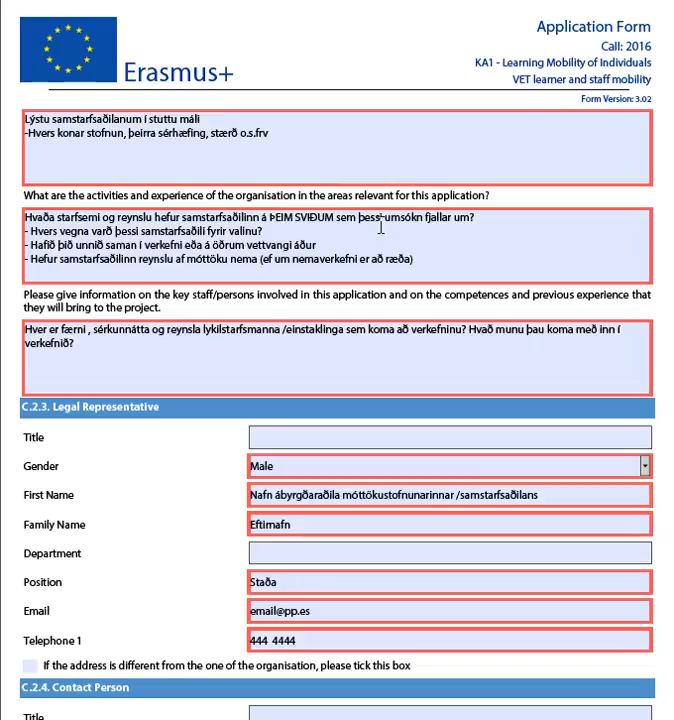 Erasmus+
Application Form
Call: 2016
KA1 - Learning Mobility of Individuals
VET learner and staff mobility
Form Version: 3.02
Lýstu samstarfsaðilanum í stuttu máli
-Hvers konar stofnun, þeirra sérhæfing, stærð o.s.frv
What are the activities and experience of the organisation in the areas relevant for this application?
Hvaða starfsemi og reynslu hefur samstarfsaðilinn á ÞEIM SVIÐUM sem þessi umsókn fjallar um?
- Hvers vegna varð þessi samstarfsaðili fyrir valinu?
- Hafið þið unnið saman í verkefni eða á öðrum vettvangi áður
- Hefur samstarfsaðilinn reynslu af móttöku nema (ef um nemaverkefni er að ræða)
Please give information on the key staff/persons involved in this application and on the competences and previous experience that
they will bring to the project.
Hver er færni , sérkunnátta og reynsla lykilstarfsmanna /einstaklinga sem koma að verkefninu? Hvað munu þau koma með inn í
verkefnið?
C.2.3. Legal Representative
Title
Gender Male
First Name Nafn ábyrgðaraðila móttökustofnunarinnar /samstarfsaðilans
Family Name Eftirnafn
Department
Position Staða
Email email@pp.es
Telephone 1 444 4444
If the address is different from the one of the organisation, please tick this box
C.2.4. Contact Person
Title